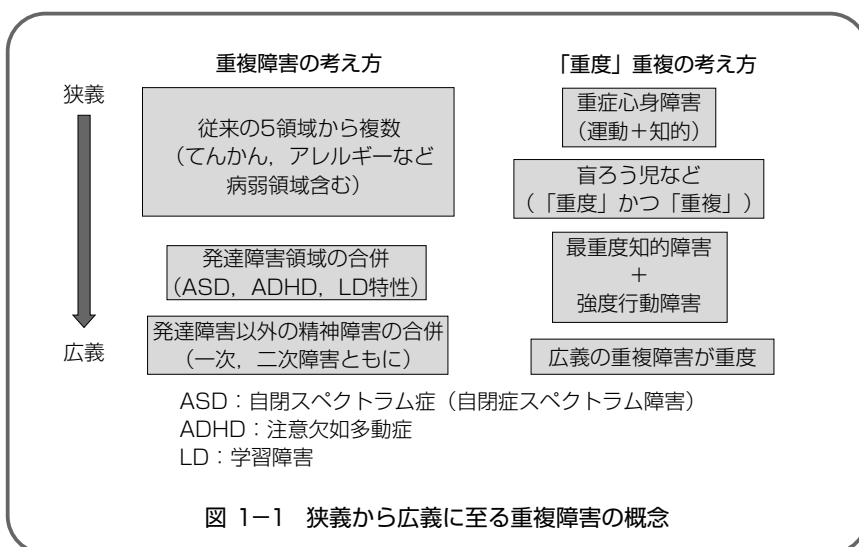 重複障害の考え方
狭義
従来の5領域から複数
（てんかん，アレルギーなど
病弱領域含む）
発達障害領域の合併
（ASD，ADHD，LD特性）
発達障害以外の精神障害の合併
（一次，二次障害ともに）
広義
「重度」重複の考え方
重症心身障害
（運動＋知的）
盲ろう児など
（「重度」かつ「重複」）
最重度知的障害
＋
強度行動障害
広義の重複障害が重度
ASD：自閉スペクトラム症（自閉症スペクトラム障害）
ADHD：注意欠如多動症
LD：学習障害
図 1－1 狭義から広義に至る重複障害の概念